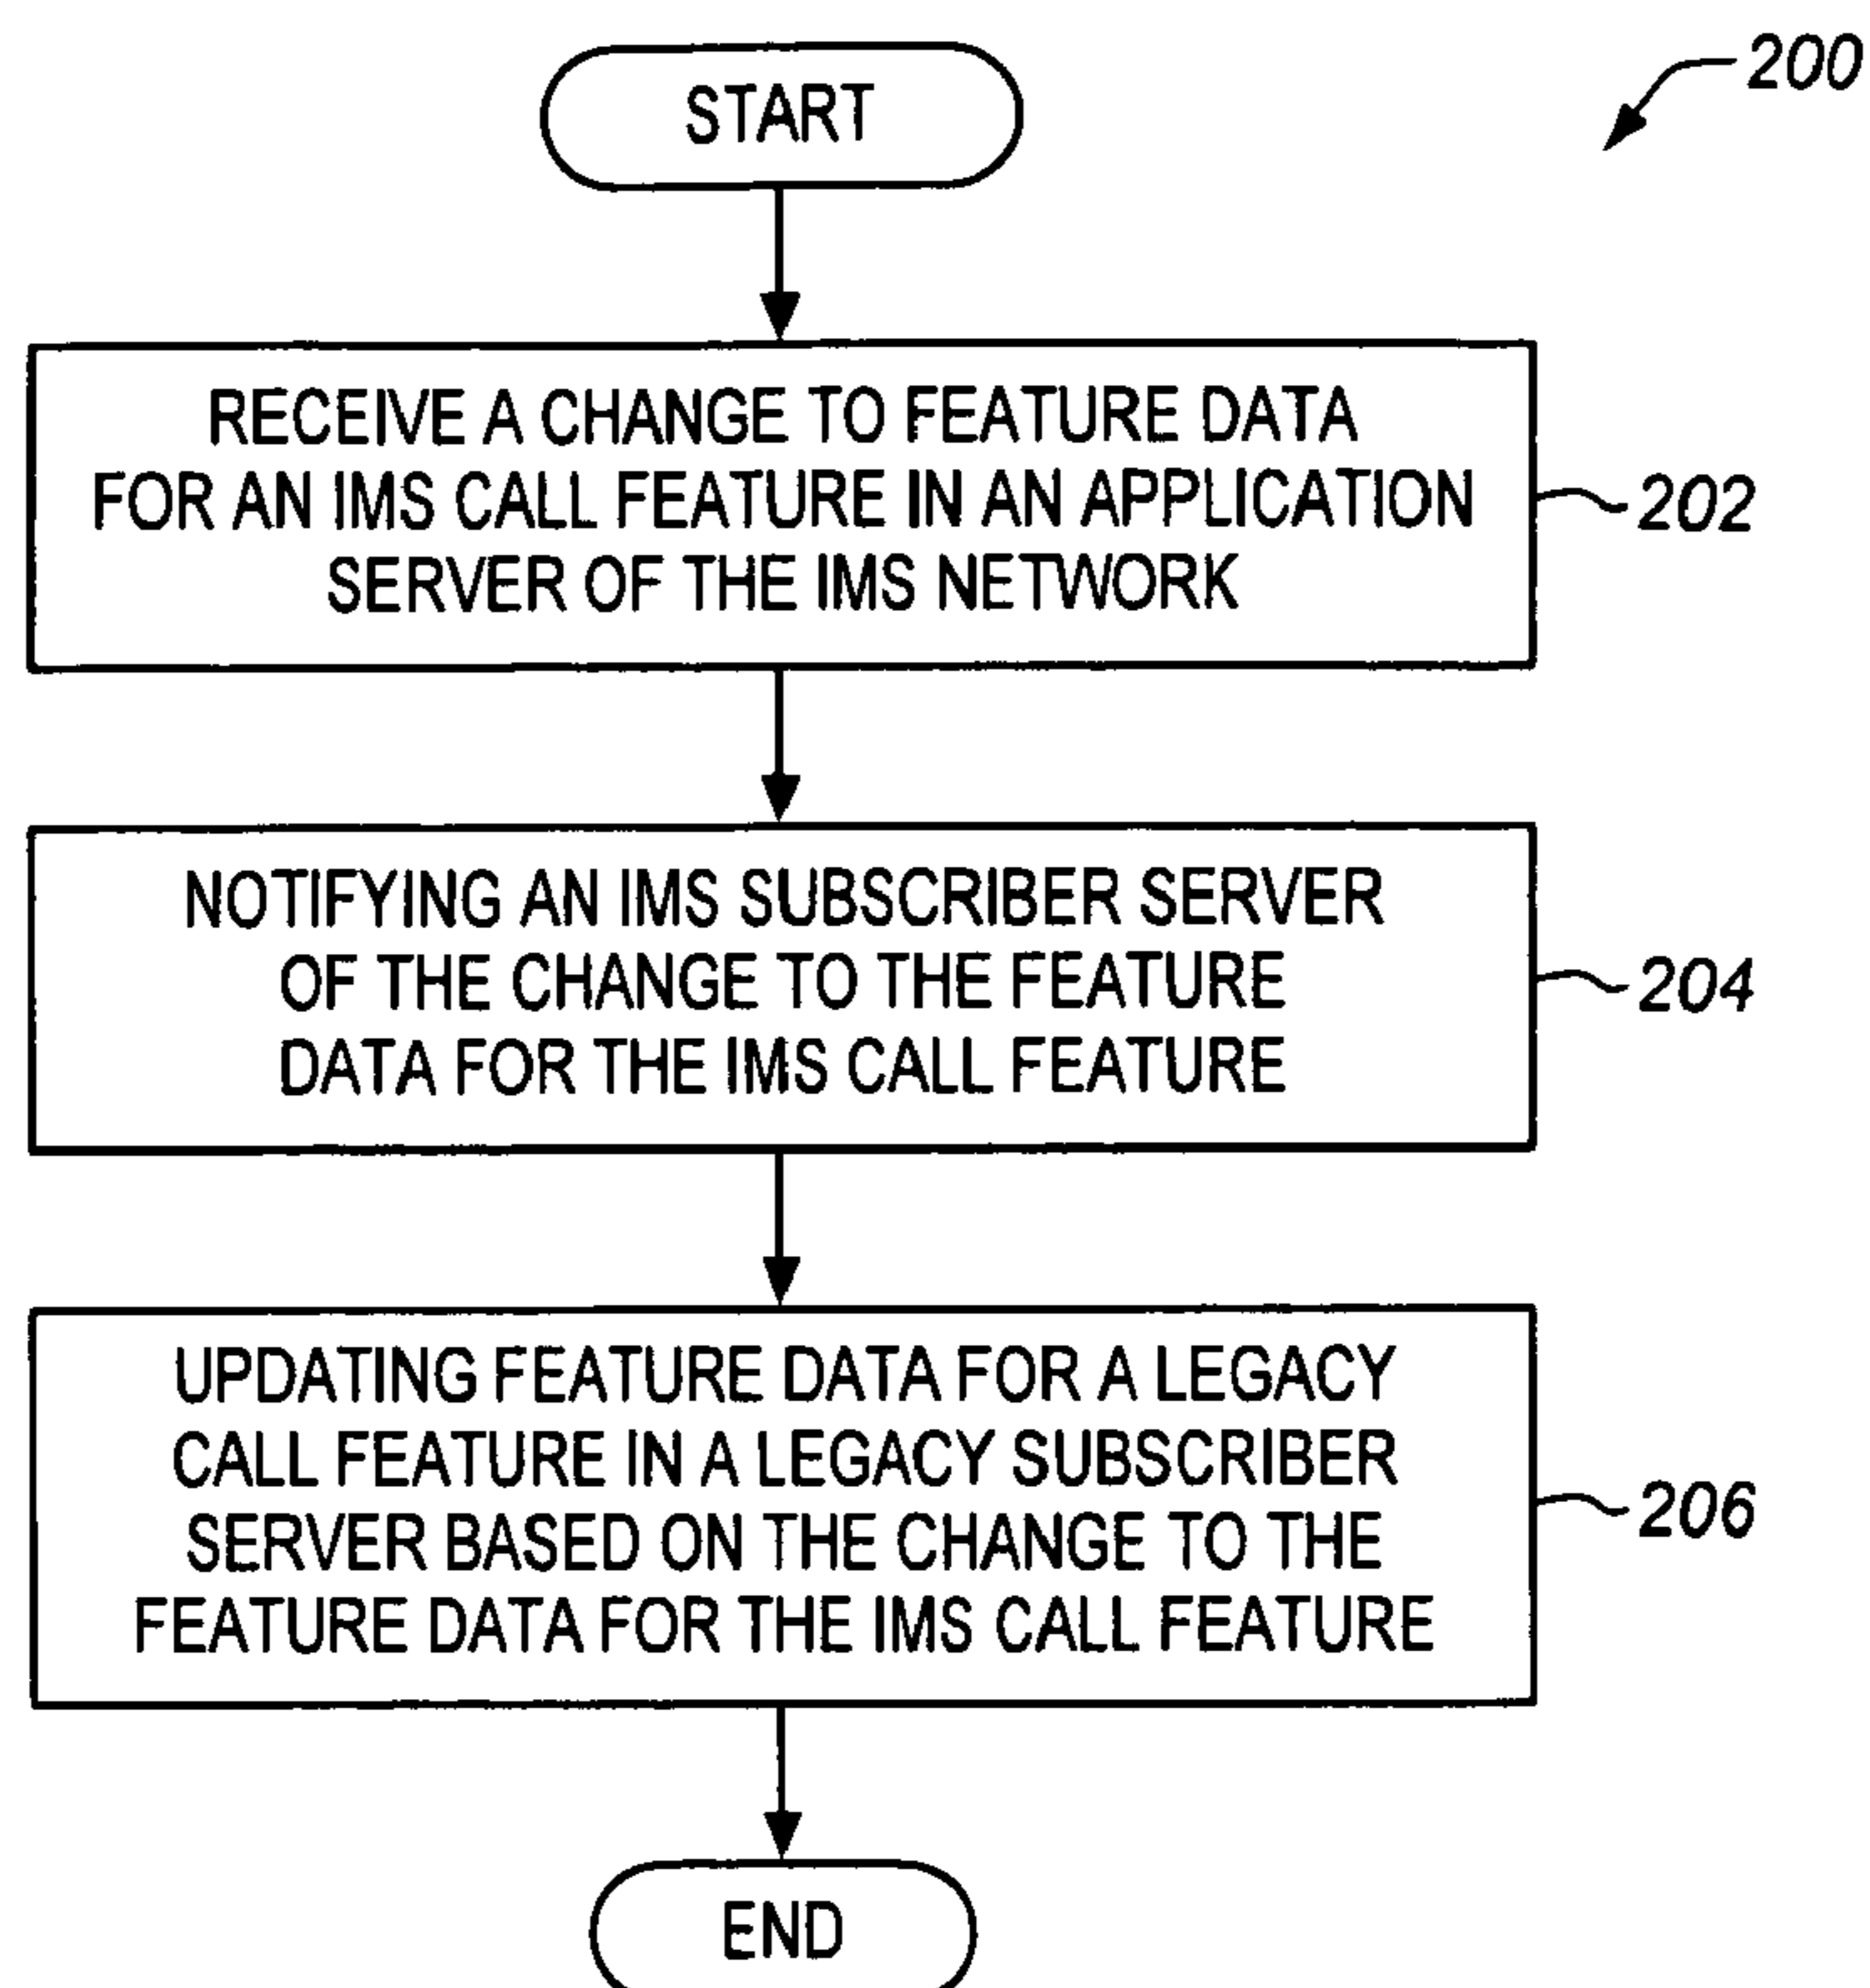 200
START
RECEIVE A CHANGE TO FEATURE DATA
FOR AN IMS CALL FEATURE IN AN APPLICATION
SERVER OF THE IMS NETWORK
202
NOTIFYING AN IMS SUBSCRIBER SERVER
OF THE CHANGE TO THE FEATURE
DATA FOR THE IMS CALL FEATURE
204
UPDATING FEATURE DATA FOR A LEGACY
CALL FEATURE IN A LEGACY SUBSCRIBER
SERVER BASED ON THE CHANGE TO THE
FEATURE DATA FOR THE IMS CALL FEATURE
206
END